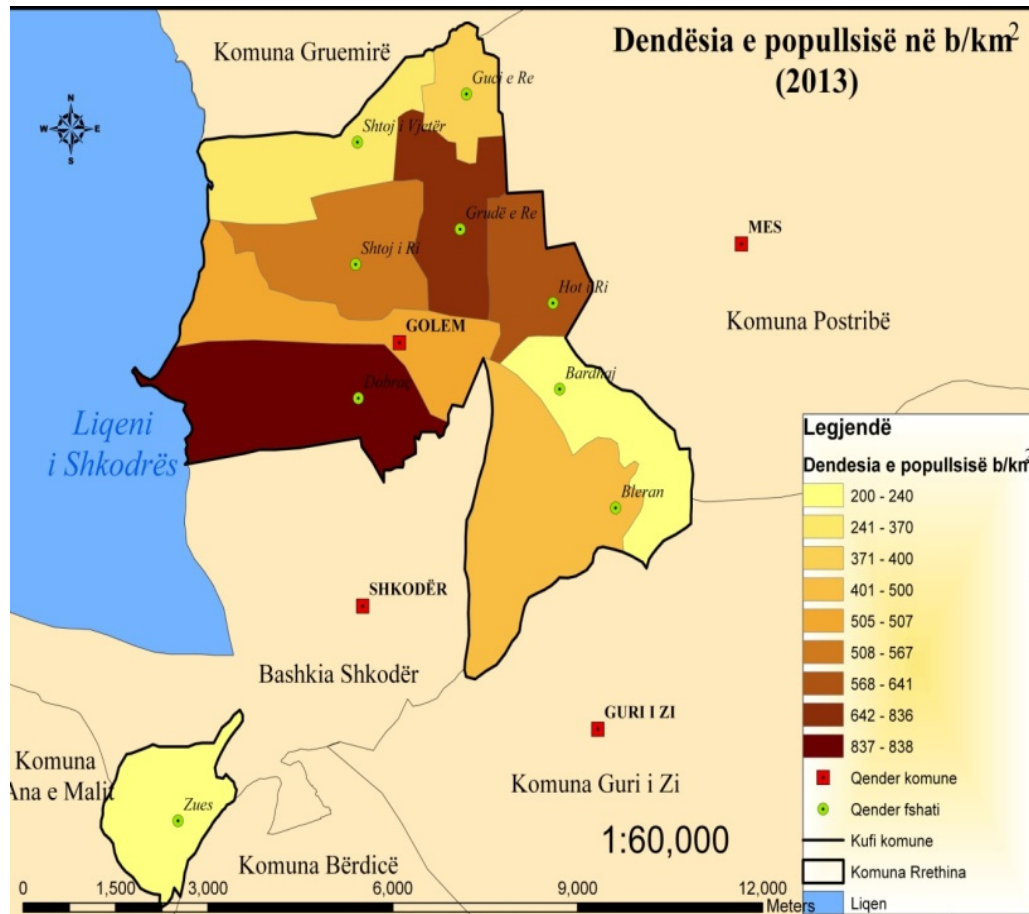 Dendësia e popullsisë në b/km2
(2013)
Komuna Gruemirë
N
W E
S
Guci e Re
Shtoj i Vjetër
Grudë e Re
Shtoj i Ri
MES
Hot i Ri
Komuna Postribë
GOLEM
Bardhaj
Dobraç
Liqeni
i Shkodrës
Bleran
SHKODËR
Bashkia Shkodër
GURI I ZI
Komuna
Ana e Malit
Komuna Guri i Zi
Zues
1:60,000
Komuna Bërdicë
0 1,500 3,000 6,000 9,000 12,000
Meters
Legjendë
Dendesia e popullsisë b/km2
200 - 240
241 - 370
371 - 400
401 - 500
505 - 507
508 - 567
568 - 641
642 - 836
837 - 838
Qender komune
Qender fshati
Kufi komune
Komuna Rrethina
Liqen